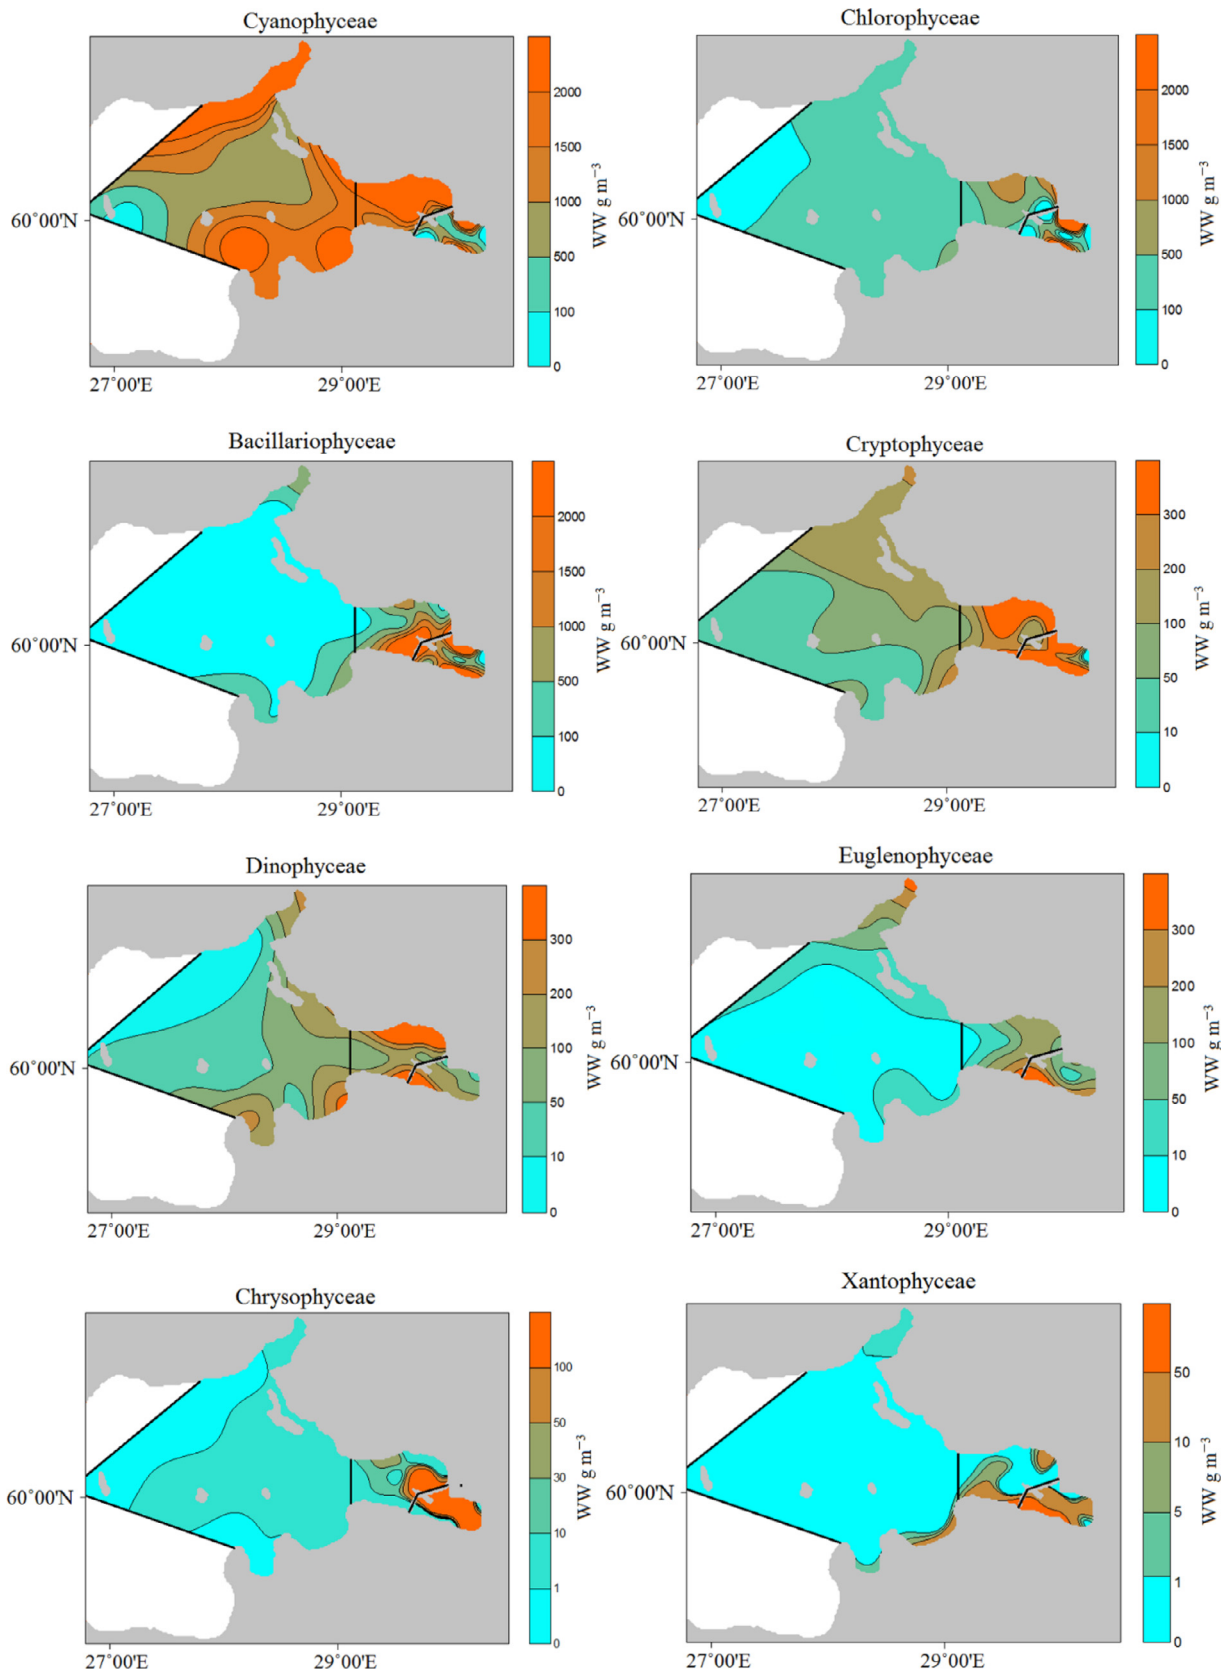 Cyanophyceae
Chlorophyceae
2000
1500
1000
500
100
0
WW g m⁻³
60°00'N
27°00'E
29°00'E
2000
1500
1000
500
100
0
WW g m⁻³
60°00'N
27°00'E
29°00'E
Bacillariophyceae
Cryptophyceae
2000
1500
1000
500
100
0
WW g m⁻³
60°00'N
27°00'E
29°00'E
300
200
100
50
10
0
WW g m⁻³
60°00'N
27°00'E
29°00'E
Dinophyceae
Euglenophyceae
300
200
100
50
10
0
WW g m⁻³
60°00'N
27°00'E
29°00'E
300
200
100
50
10
0
WW g m⁻³
60°00'N
27°00'E
29°00'E
Chrysophyceae
Xantophyceae
100
50
30
10
1
0
WW g m⁻³
60°00'N
27°00'E
29°00'E
50
10
5
1
0
WW g m⁻³
60°00'N
27°00'E
29°00'E